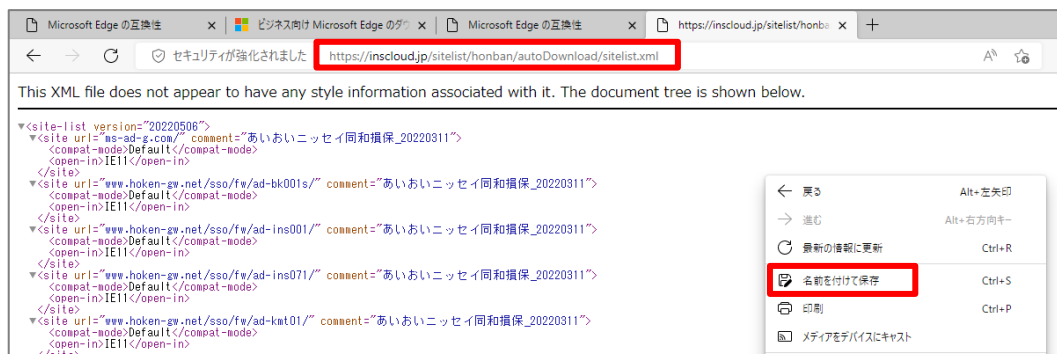 Microsoft Edge の互換性
ビジネス向け Microsoft Edge のダウ
Microsoft Edge の互換性
https://inscloud.jp/sitelist/honba
セキュリティが強化されました
https://inscloud.jp/sitelist/honban/autoDownload/sitelist.xml
This XML file does not appear to have any style information associated with it. The document tree is shown below.
▼<site-list version="20220506">
▼<site url="ms-ad-g.com/" comment="あいおいニッセイ同和損保_20220311">
<compat-mode>Default</compat-mode>
<open-in>IE11</open-in>
</site>
▼<site url="www.hoken-gw.net/sso/fw/ad-bk001s/" comment="あいおいニッセイ同和損保_20220311">
<compat-mode>Default</compat-mode>
<open-in>IE11</open-in>
</site>
▼<site url="www.hoken-gw.net/sso/fw/ad-ins001/" comment="あいおいニッセイ同和損保_20220311">
<compat-mode>Default</compat-mode>
<open-in>IE11</open-in>
</site>
▼<site url="www.hoken-gw.net/sso/fw/ad-ins071/" comment="あいおいニッセイ同和損保_20220311">
<compat-mode>Default</compat-mode>
<open-in>IE11</open-in>
</site>
▼<site url="www.hoken-gw.net/sso/fw/ad-kmt01/" comment="あいおいニッセイ同和損保_20220311">
<compat-mode>Default</compat-mode>
<open-in>IE11</open-in>
</site>
戻る Alt+左矢印
進む Alt+右方向キー
最新の情報に更新 Ctrl+R
名前を付けて保存 Ctrl+S
印刷 Ctrl+P
メディアをデバイスにキャスト